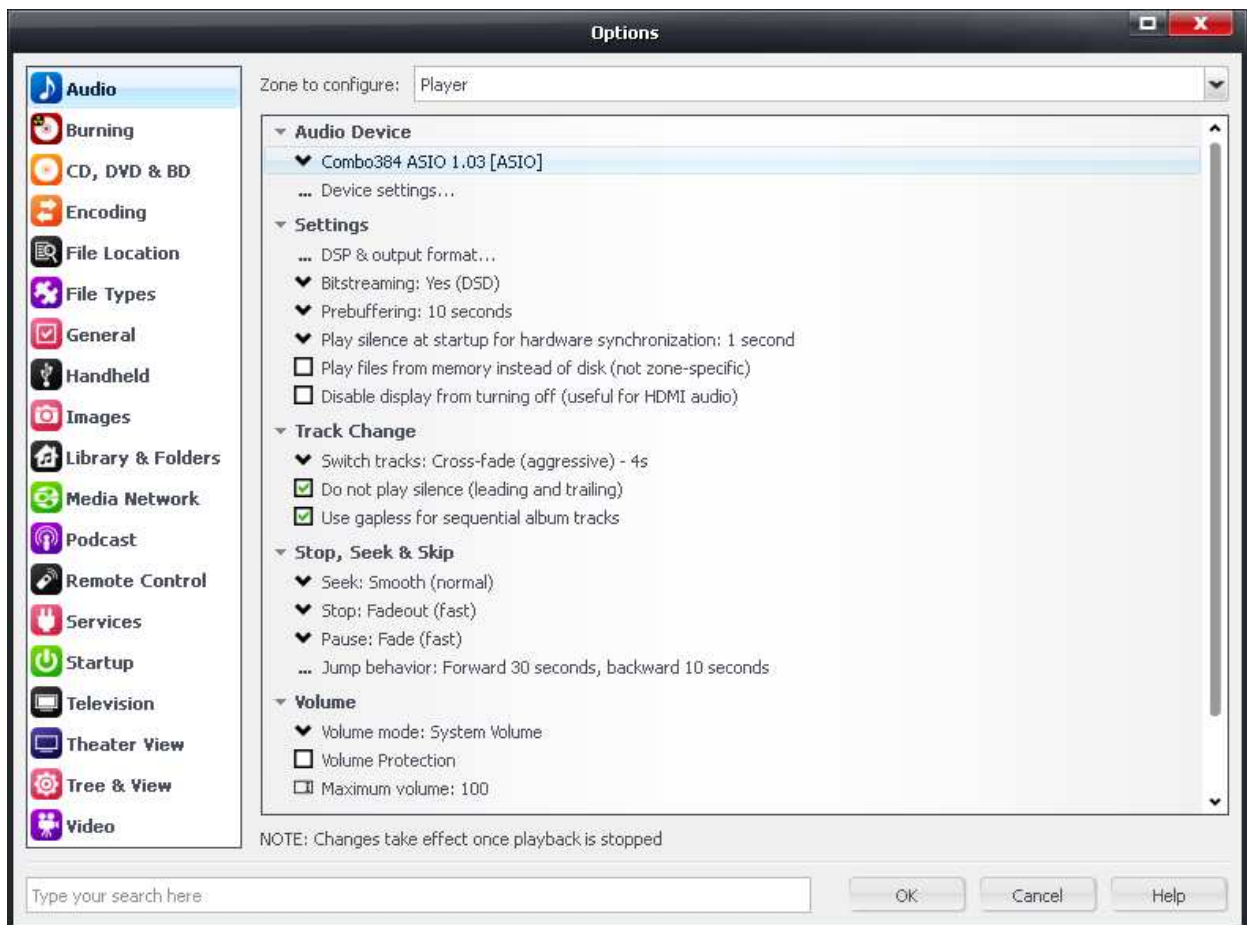 Options
Audio
Burning
CD, DVD & BD
Encoding
File Location
File Types
General
Handheld
Images
Library & Folders
Media Network
Podcast
Remote Control
Services
Startup
Television
Theater View
Tree & View
Video
Zone to configure: Player
Audio Device
Combo384 ASIO 1.03 [ASIO]
... Device settings...
Settings
... DSP & output format...
Bitstreaming: Yes (DSD)
Prebuffering: 10 seconds
Play silence at startup for hardware synchronization: 1 second
Play files from memory instead of disk (not zone-specific)
Disable display from turning off (useful for HDMI audio)
Track Change
Switch tracks: Cross-fade (aggressive) - 4s
Do not play silence (leading and trailing)
Use gapless for sequential album tracks
Stop, Seek & Skip
Seek: Smooth (normal)
Stop: Fadeout (fast)
Pause: Fade (fast)
... Jump behavior: Forward 30 seconds, backward 10 seconds
Volume
Volume mode: System Volume
Volume Protection
Maximum volume: 100
NOTE: Changes take effect once playback is stopped
Type your search here
OK Cancel Help